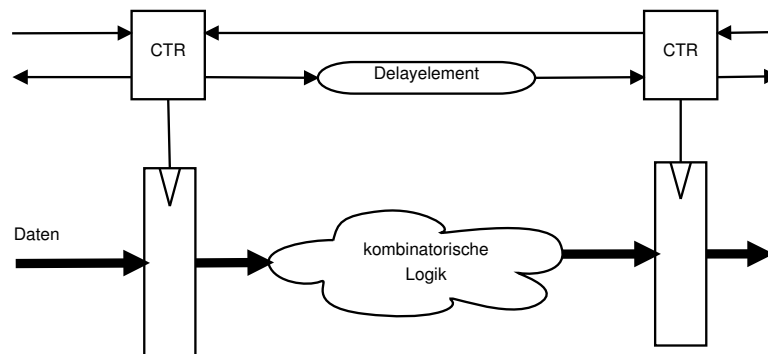 CTR
CTR
Delayelement
Daten
kombinatorische
Logik